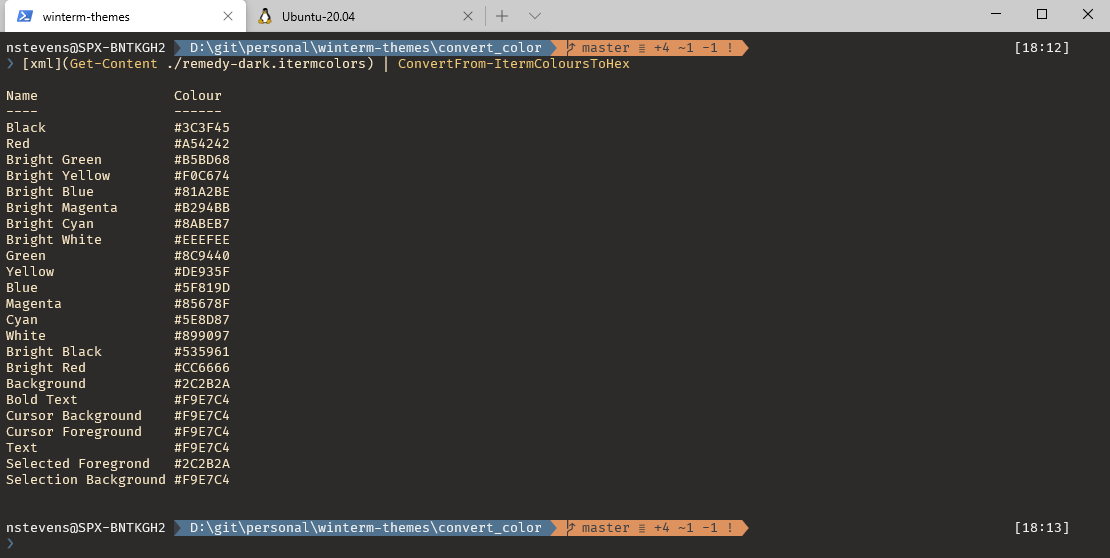 winterm-themes Ubuntu-20.04
nstevens@SPX-BNTKGH2 D:\git\personal\winterm-themes\convert_color master ≡ +4 ~1 -1 ! [18:12]
❯ [xml](Get-Content ./remedy-dark.itermcolors) | ConvertFrom-ItermColoursToHex
Name Colour
---- ------
Black #3C3F45
Red #A54242
Bright Green #B5BD68
Bright Yellow #F0C674
Bright Blue #81A2BE
Bright Magenta #B294BB
Bright Cyan #8ABEB7
Bright White #EEEFEE
Green #8C9440
Yellow #DE935F
Blue #5F819D
Magenta #85678F
Cyan #5E8D87
White #899097
Bright Black #535961
Bright Red #CC6666
Background #2C2B2A
Bold Text #F9E7C4
Cursor Background #F9E7C4
Cursor Foreground #F9E7C4
Text #F9E7C4
Selected Foregrond #2C2B2A
Selection Background #F9E7C4
nstevens@SPX-BNTKGH2 D:\git\personal\winterm-themes\convert_color master ≡ +4 ~1 -1 ! [18:13]
❯